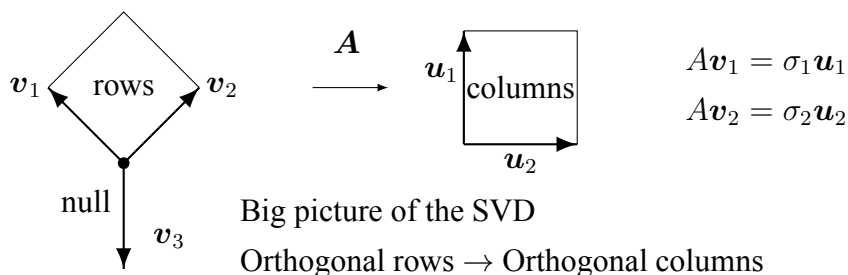 A
Av₁ = σ₁u₁
v₁ rows v₂ u₁ columns
Av₂ = σ₂u₂
u₂
null
v₃
Big picture of the SVD
Orthogonal rows → Orthogonal columns